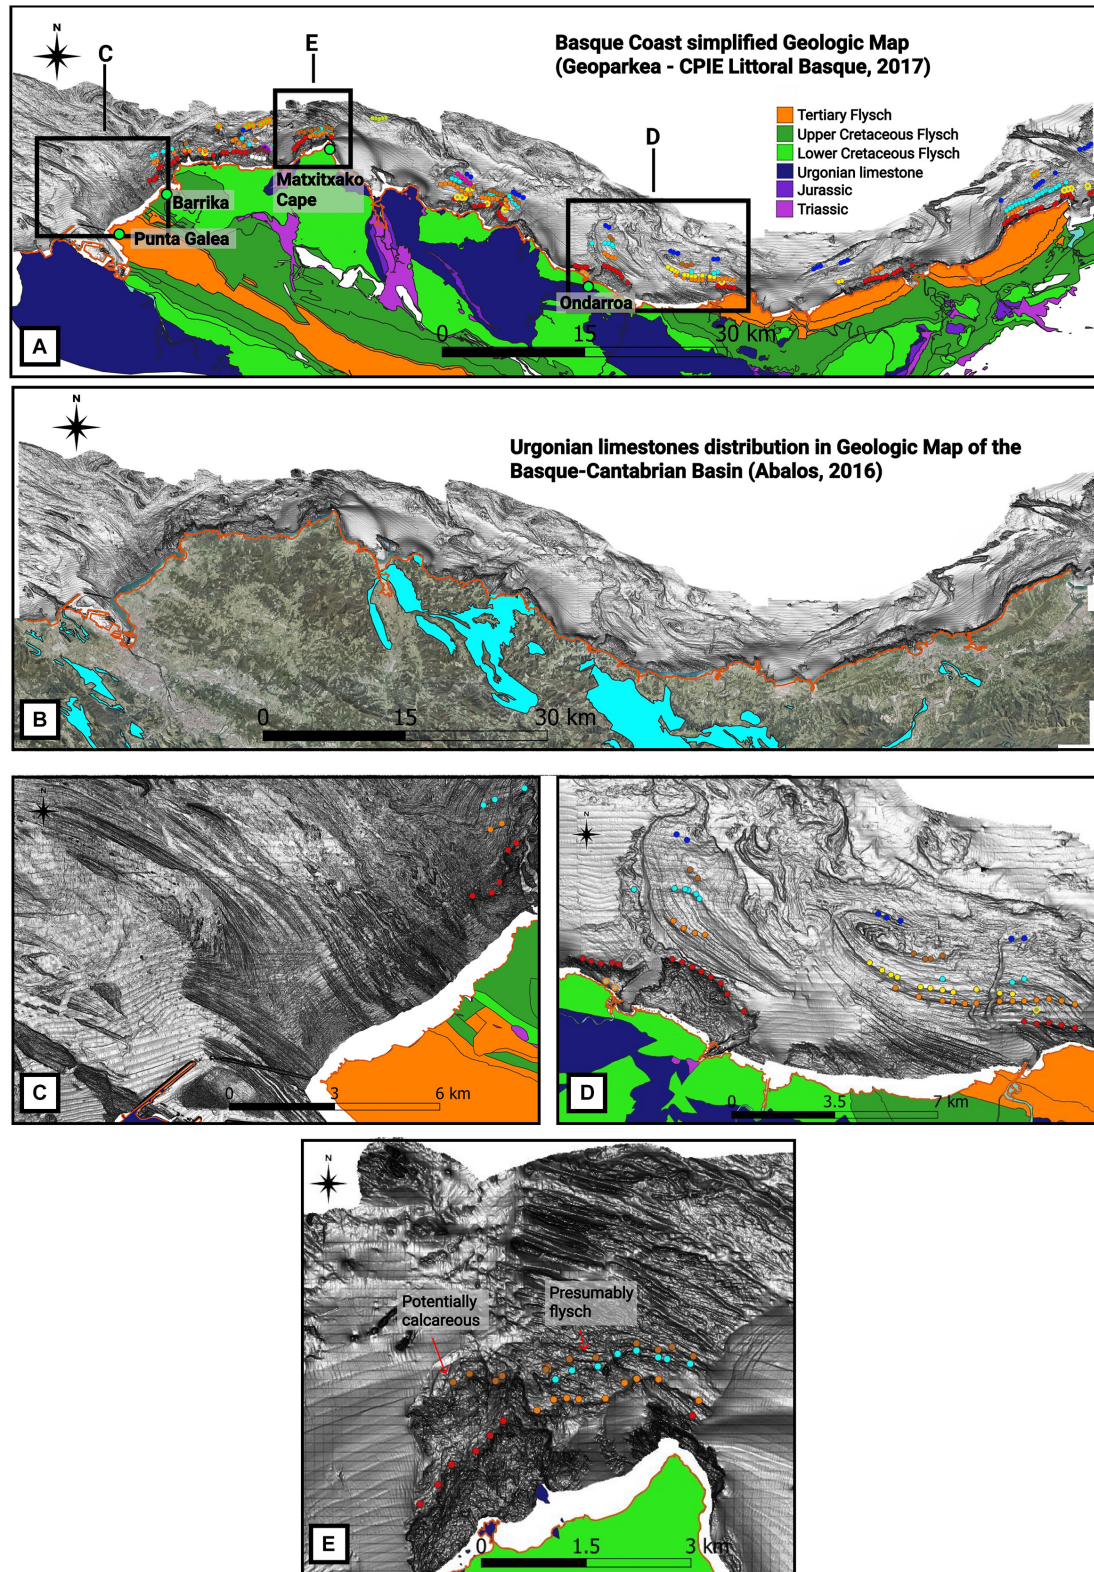 N
C
E
Basque Coast simplified Geologic Map
(Geoparkea - CPIE Littoral Basque, 2017)
Tertiary Flysch
Upper Cretaceous Flysch
Lower Cretaceous Flysch
Urgonian limestone
Jurassic
Triassic
D
Matxitxako
Cape
Barrika
Punta Galea
Ondarroa
0 15 30 km
A
N
Urgonian limestones distribution in Geologic Map of the
Basque-Cantabrian Basin (Abalos, 2016)
0 15 30 km
B
N
0 3 6 km
C
N
0 3.5 7 km
D
N
Potentially
calcareous
Presumably
flysch
0 1.5 3 km
E